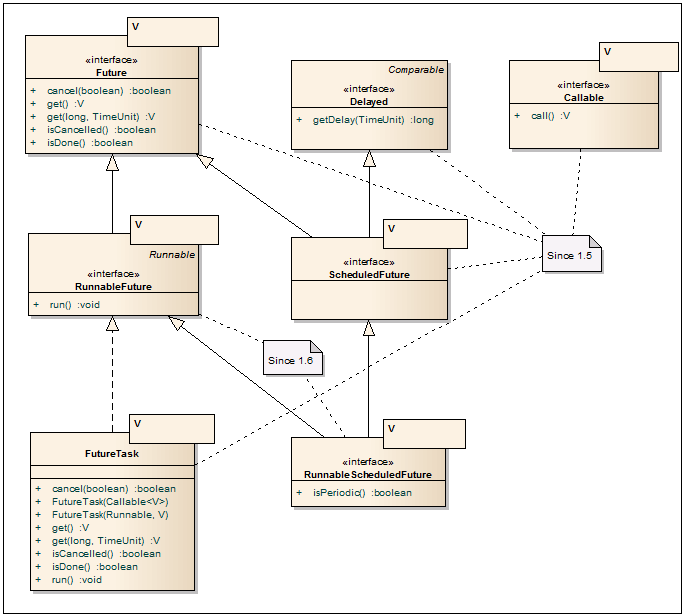 V
«interface»
Future
+ cancel(boolean) :boolean
+ get() :V
+ get(long, TimeUnit) :V
+ isCancelled() :boolean
+ isDone() :boolean
Comparable
«interface»
Delayed
+ getDelay(TimeUnit) :long
V
«interface»
Callable
+ call() :V
V
Runnable
«interface»
RunnableFuture
+ run() :void
V
«interface»
ScheduledFuture
Since 1.5
Since 1.6
V
FutureTask
+ cancel(boolean) :boolean
+ FutureTask(Callable<V>)
+ FutureTask(Runnable, V)
+ get() :V
+ get(long, TimeUnit) :V
+ isCancelled() :boolean
+ isDone() :boolean
+ run() :void
V
«interface»
RunnableScheduledFuture
+ isPeriodic() :boolean